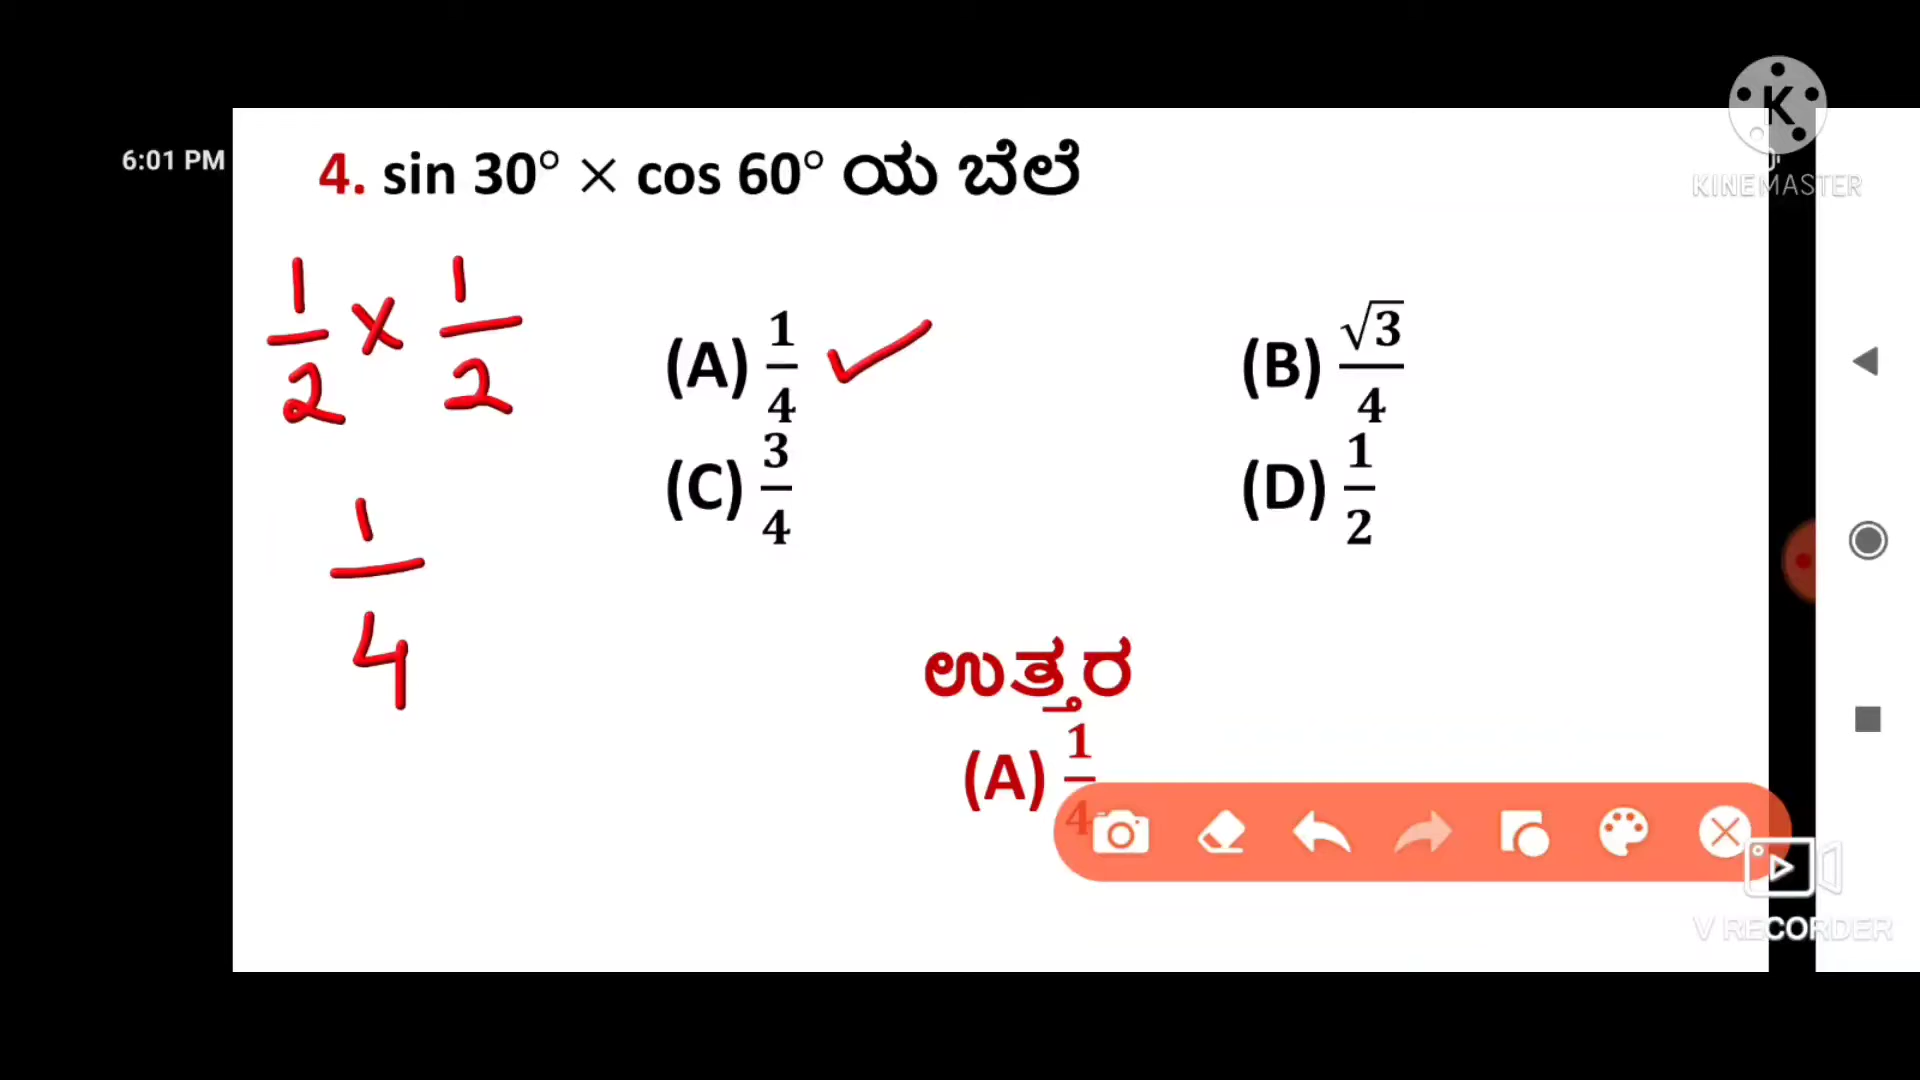 6:01 PM
4. sin 30° × cos 60° ಯ ಬೆಲೆ
KINEMASTER
1/2 × 1/2
(A) 1/4 ✓ (B) √3/4
(C) 3/4 (D) 1/2
1/4
ಉತ್ತರ
(A) 1/4
V RECORDER